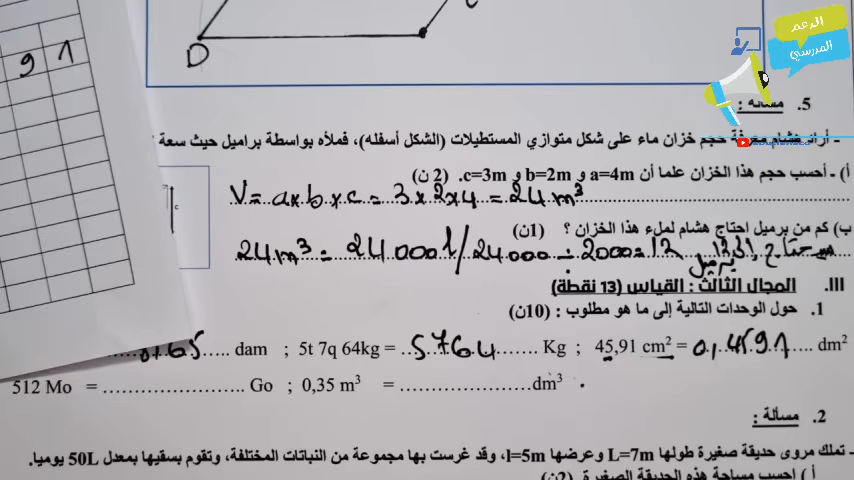 D
9 1
الدعم
المدرسي
5. مسألة :
حجم خزان ماء على شكل متوازي المستطيلات (الشكل أسفله)، فملأه بواسطة براميل حيث سعة
أ)- أحسب حجم هذا الخزان علما أن a=4m و b=2m و c=3m. (2 ن)
V = a x b x c = 3 x 2 x 4 = 24 m³
c
ب) كم من برميل احتاج هشام لملء هذا الخزان ؟ (1ن)
24 m³ = 24.000 l / 24.000 ÷ 2000 = 12 برميل
III. المجال الثالث : القياس (13 نقطة)
1. حول الوحدات التالية إلى ما هو مطلوب : (10ن)
dam ; 5t 7q 64kg = 5764 Kg ; 45,91 cm² = 0,4591 dm²
512 Mo = ........................ Go ; 0,35 m³ = ........................dm³
2. مسألة :
- تملك مروى حديقة صغيرة طولها L=7m وعرضها l=5m، وقد غرست بها مجموعة من النباتات المختلفة، وتقوم بسقيها بمعدل 50L يوميا.
أ) احسب مساحة هذه الحديقة الصغيرة. (2ن)